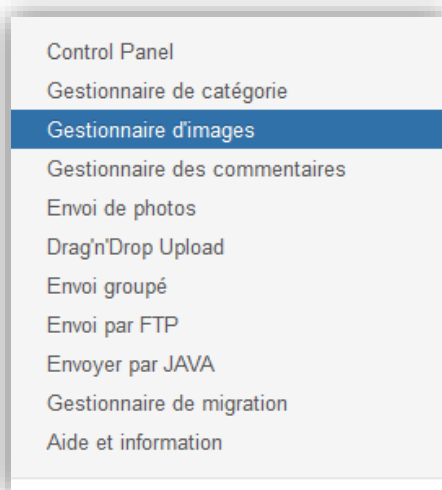 Control Panel
Gestionnaire de catégorie
Gestionnaire d'images
Gestionnaire des commentaires
Envoi de photos
Drag'n'Drop Upload
Envoi groupé
Envoi par FTP
Envoyer par JAVA
Gestionnaire de migration
Aide et information